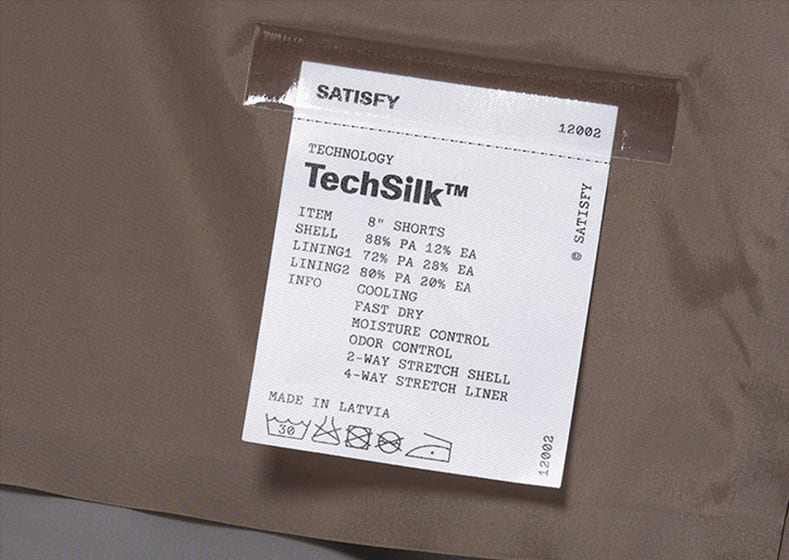 SATISFY
12002
TECHNOLOGY
TechSilk™
© SATISFY
ITEM 8" SHORTS
SHELL 88% PA 12% EA
LINING1 72% PA 28% EA
LINING2 80% PA 20% EA
INFO COOLING
FAST DRY
MOISTURE CONTROL
ODOR CONTROL
2-WAY STRETCH SHELL
4-WAY STRETCH LINER
MADE IN LATVIA
30
12002